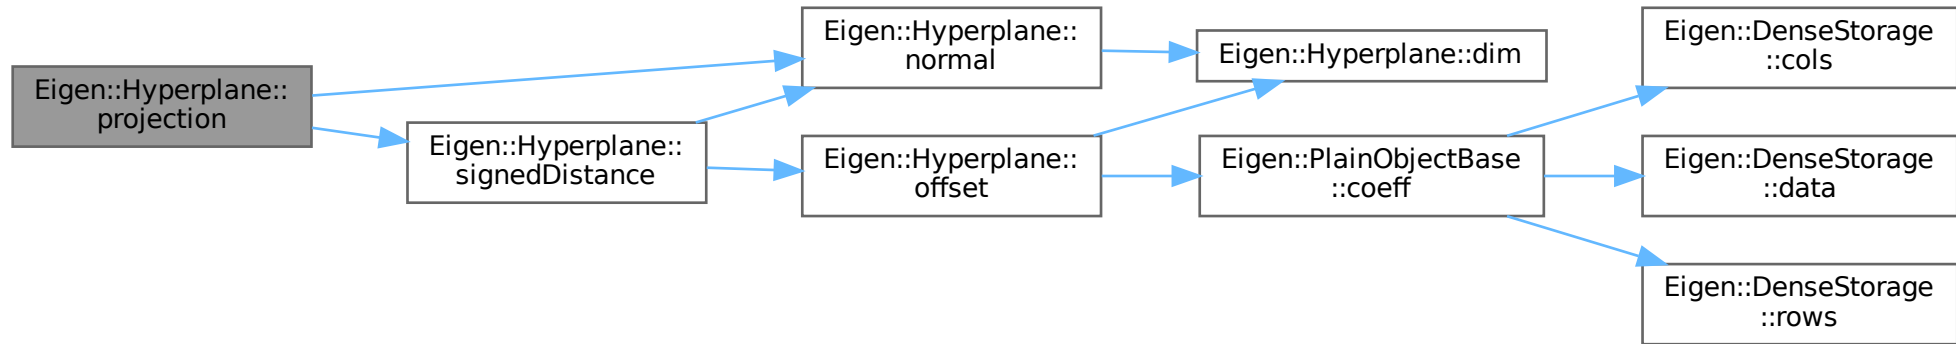 Eigen::Hyperplane::
projection
Eigen::Hyperplane::
signedDistance
Eigen::Hyperplane::
normal
Eigen::Hyperplane::
offset
Eigen::Hyperplane::dim
Eigen::PlainObjectBase
::coeff
Eigen::DenseStorage
::cols
Eigen::DenseStorage
::data
Eigen::DenseStorage
::rows